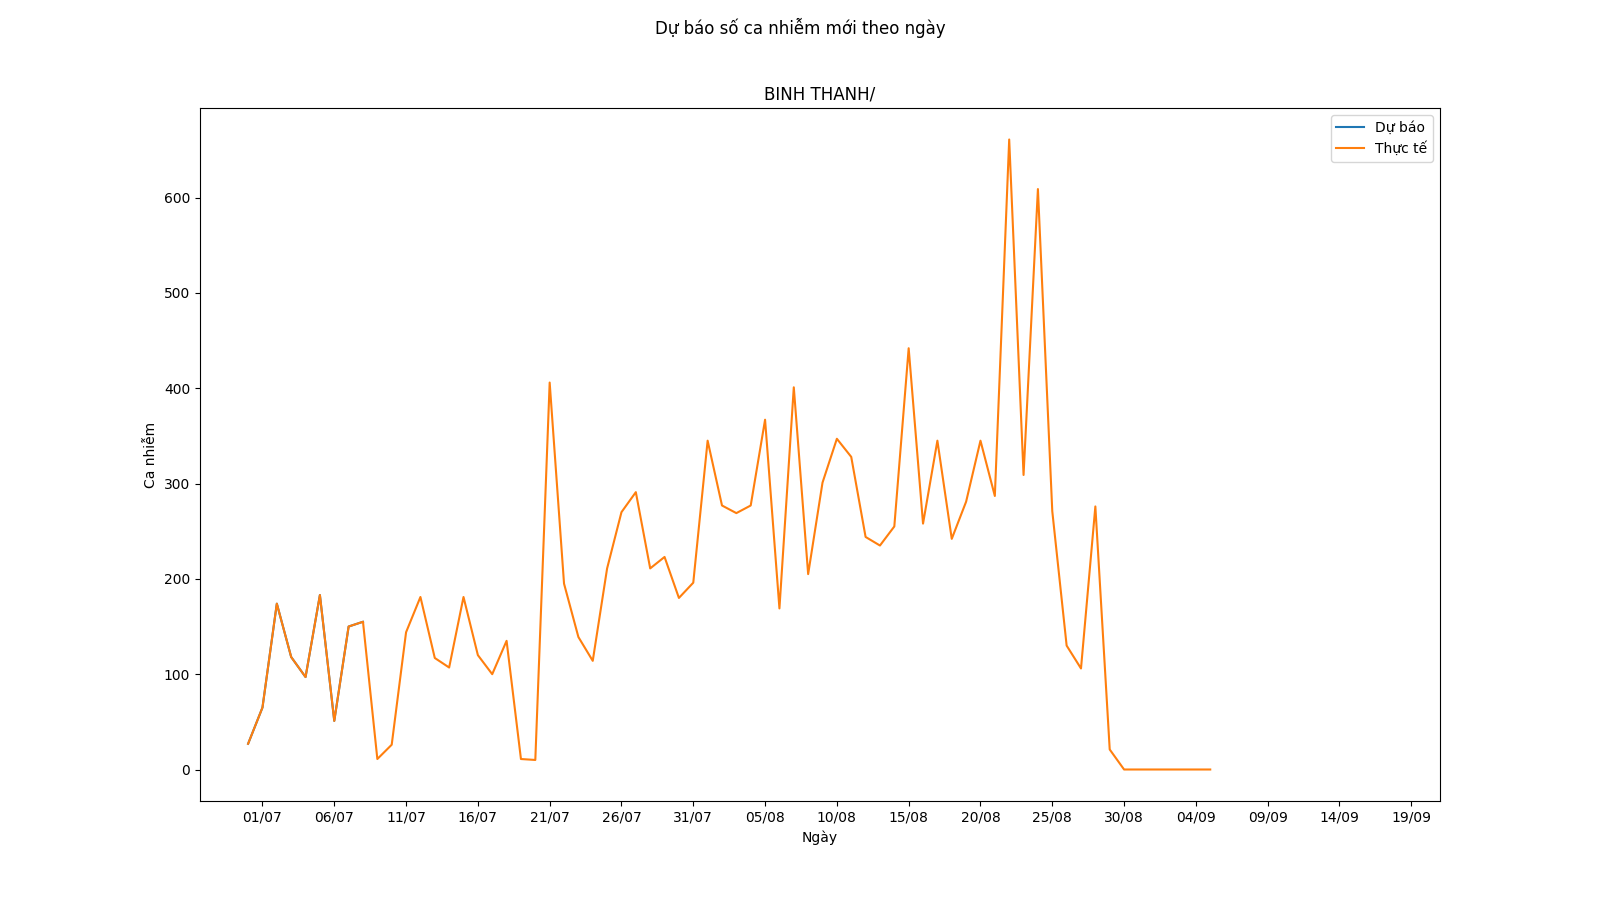 Dự báo số ca nhiễm mới theo ngày
BINH THANH/
Dự báo
Thực tế
600
500
400
300
200
100
0
Ca nhiễm
01/07 06/07 11/07 16/07 21/07 26/07 31/07 05/08 10/08 15/08 20/08 25/08 30/08 04/09 09/09 14/09 19/09
Ngày